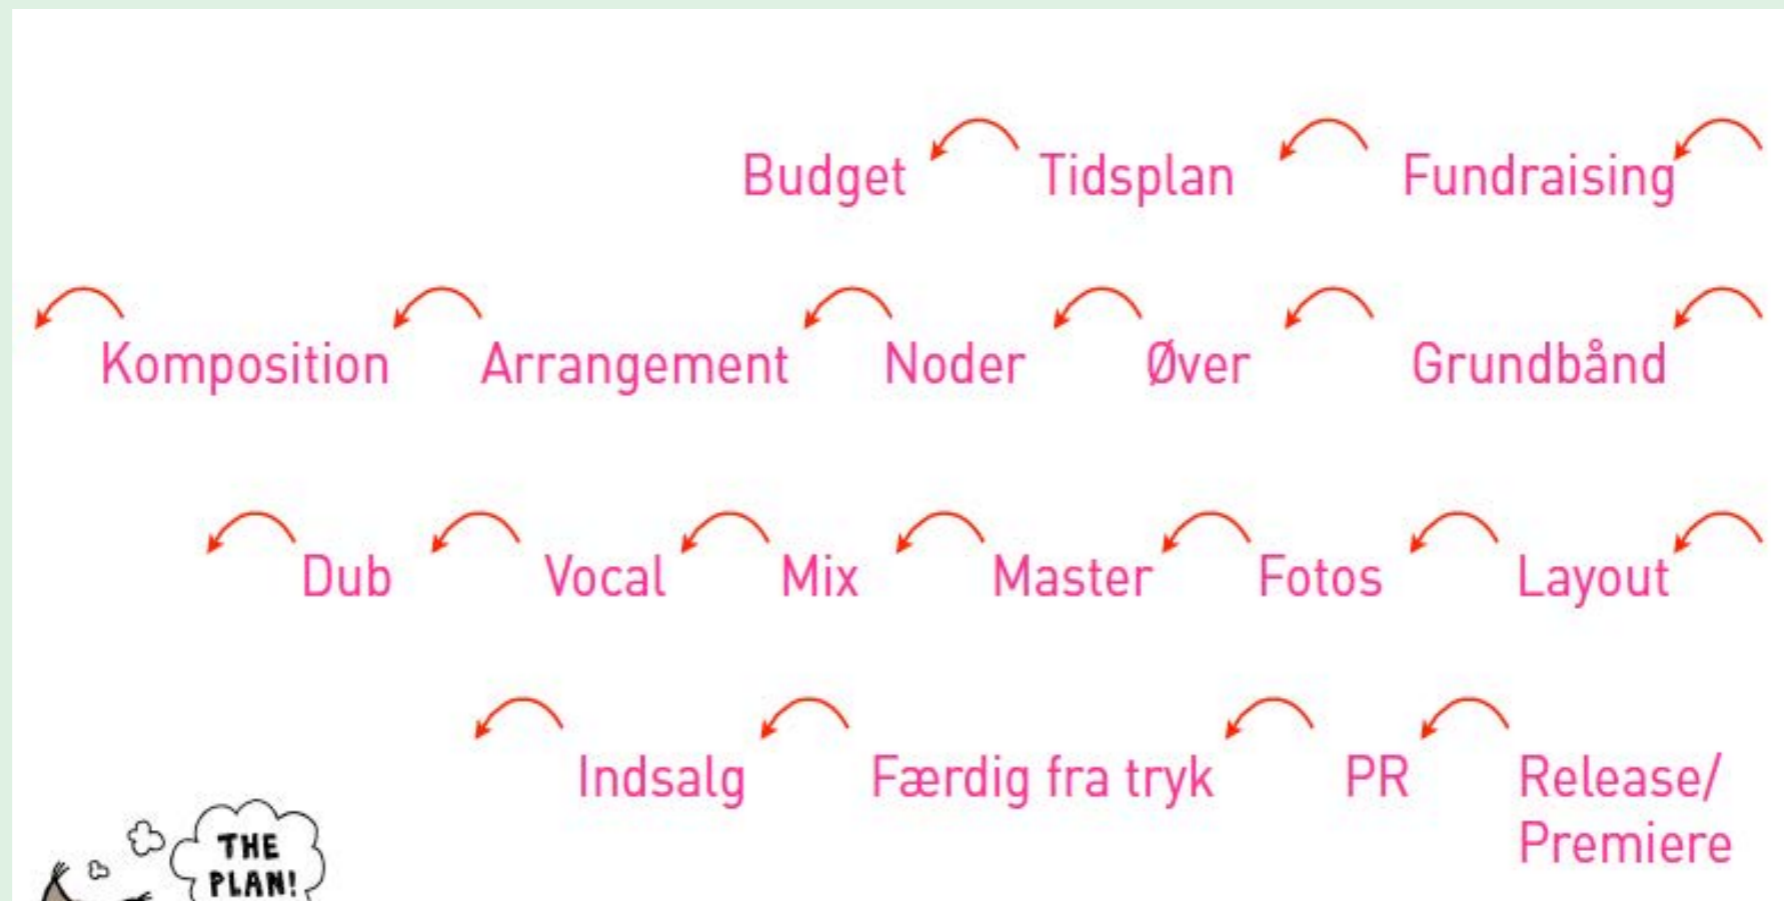 Budget Tidsplan Fundraising
Komposition Arrangement Noder Øver Grundbånd
Dub Vocal Mix Master Fotos Layout
Indsalg Færdig fra tryk PR Release/
Premiere
THE
PLAN!